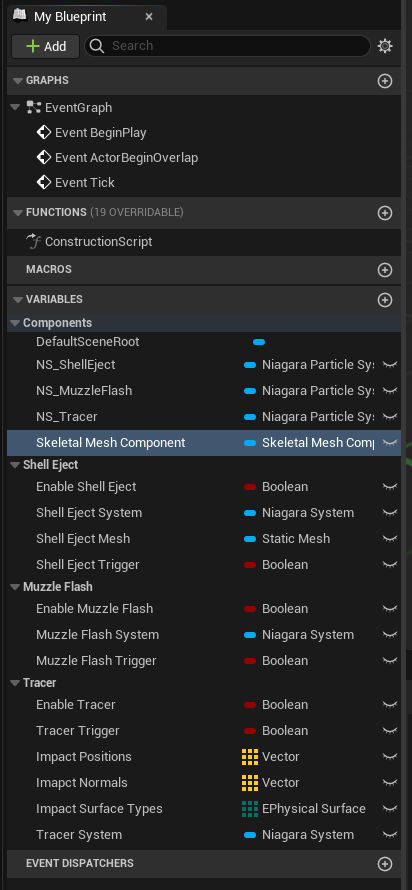 My Blueprint
Add
Search
GRAPHS
EventGraph
Event BeginPlay
Event ActorBeginOverlap
Event Tick
FUNCTIONS (19 OVERRIDABLE)
ConstructionScript
MACROS
VARIABLES
Components
DefaultSceneRoot
NS_ShellEject Niagara Particle Sys
NS_MuzzleFlash Niagara Particle Sys
NS_Tracer Niagara Particle Sys
Skeletal Mesh Component Skeletal Mesh Comp
Shell Eject
Enable Shell Eject Boolean
Shell Eject System Niagara System
Shell Eject Mesh Static Mesh
Shell Eject Trigger Boolean
Muzzle Flash
Enable Muzzle Flash Boolean
Muzzle Flash System Niagara System
Muzzle Flash Trigger Boolean
Tracer
Enable Tracer Boolean
Tracer Trigger Boolean
Impact Positions Vector
Imapct Normals Vector
Impact Surface Types EPhysical Surface
Tracer System Niagara System
EVENT DISPATCHERS